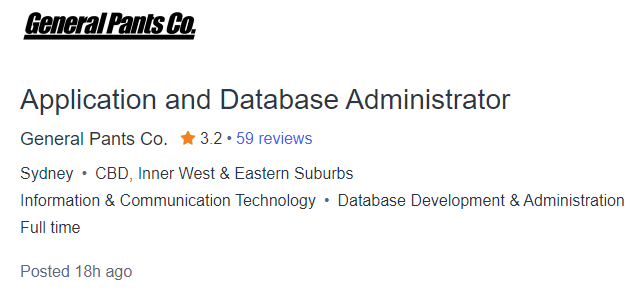 General Pants Co.
Application and Database Administrator
General Pants Co. 3.2 • 59 reviews
Sydney • CBD, Inner West & Eastern Suburbs
Information & Communication Technology • Database Development & Administration
Full time
Posted 18h ago